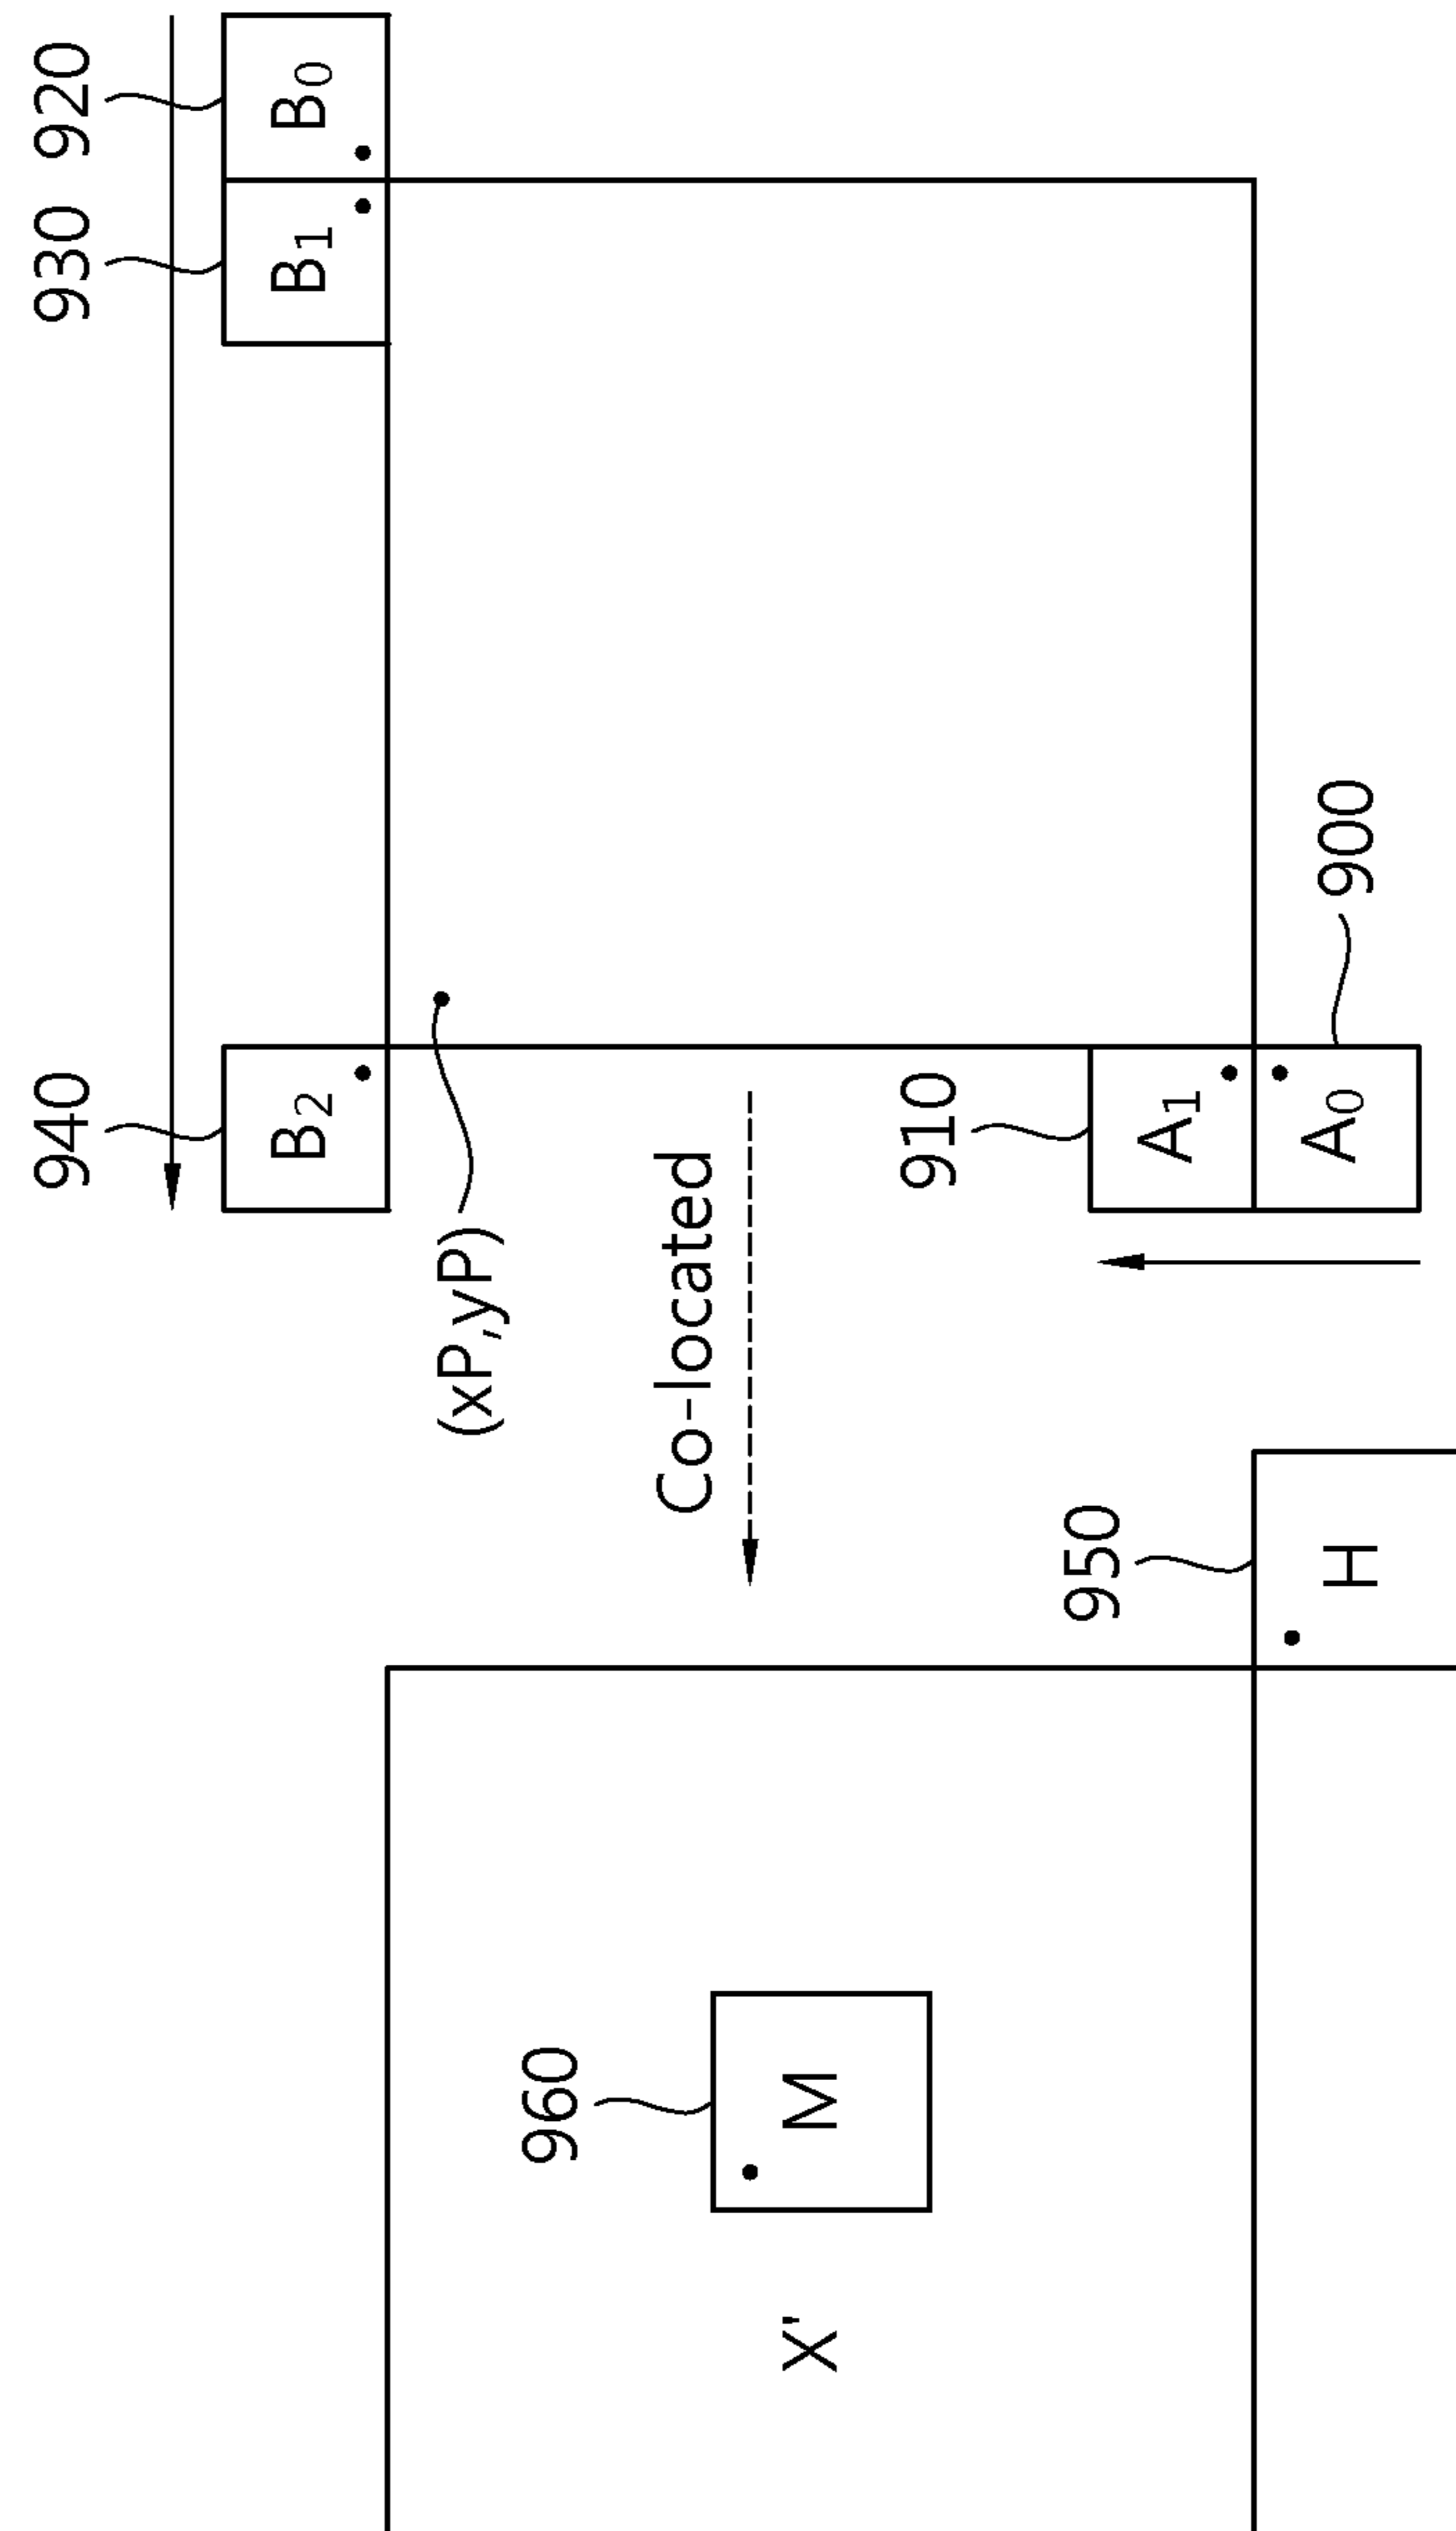 940 930 920
B2 B1 B0
(xP,yP)
960
Co-located
X' M
910
950
A1
H A0 900